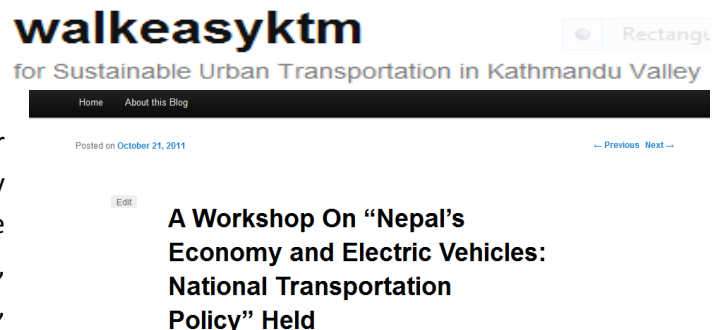 walkeasyktm
for Sustainable Urban Transportation in Kathmandu Valley
Home About this Blog
Posted on October 21, 2011
← Previous Next →
Edit
A Workshop On “Nepal’s
Economy and Electric Vehicles:
National Transportation
Policy” Held